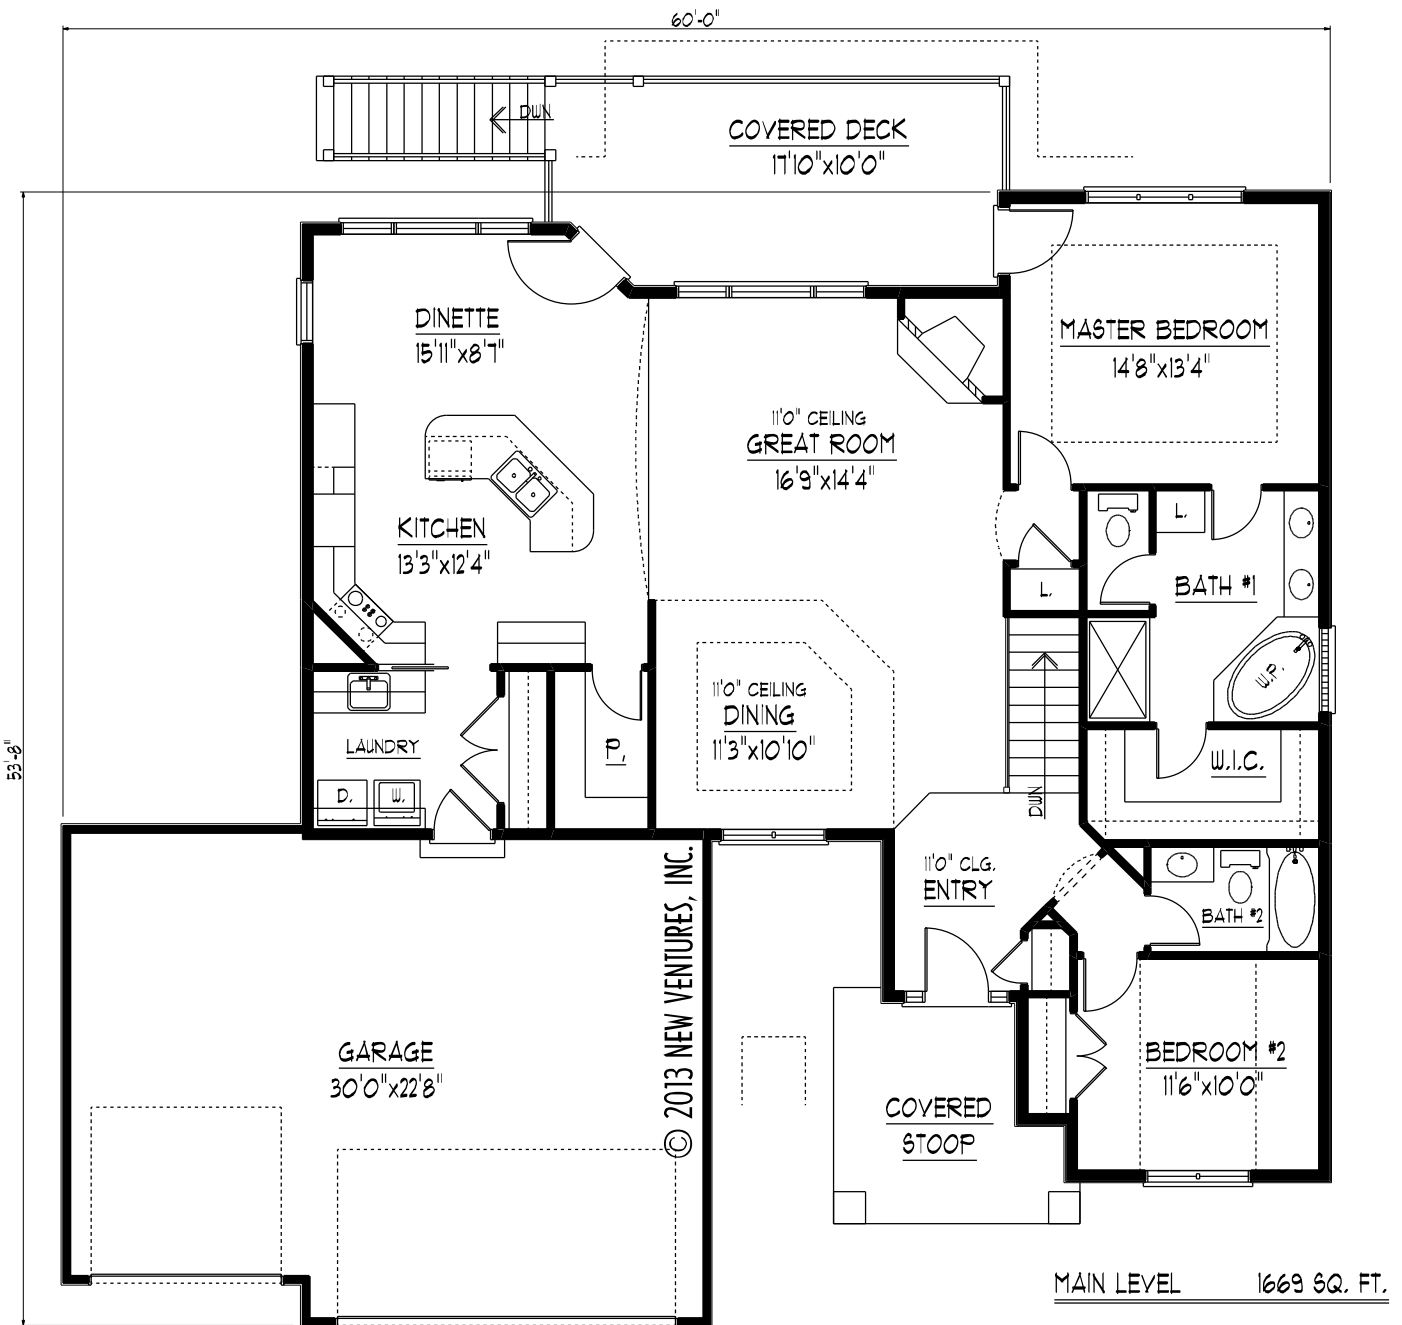 60'-0"
DWN
COVERED DECK
17'10"x10'0"
DINETTE
15'11"x8'7"
MASTER BEDROOM
14'8"x13'4"
11'0" CEILING
GREAT ROOM
16'9"x14'4"
KITCHEN
13'3"x12'4"
L.
L.
BATH #1
W.P.
11'0" CEILING
DINING
11'3"x10'10"
LAUNDRY
P.
D.
W.
DWN
W.I.C.
53'-8"
11'0" CLG.
ENTRY
BATH #2
© 2013 NEW VENTURES, INC.
GARAGE
30'0"x22'8"
BEDROOM #2
11'6"x10'0"
COVERED
STOOP
MAIN LEVEL 1669 SQ. FT.